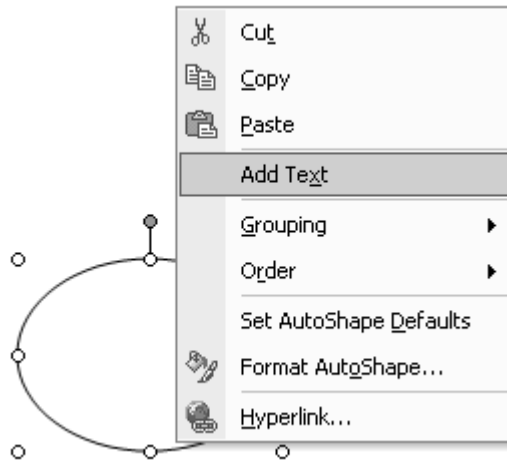 Cut
Copy
Paste
Add Text
Grouping
Order
Set AutoShape Defaults
Format AutoShape...
Hyperlink...